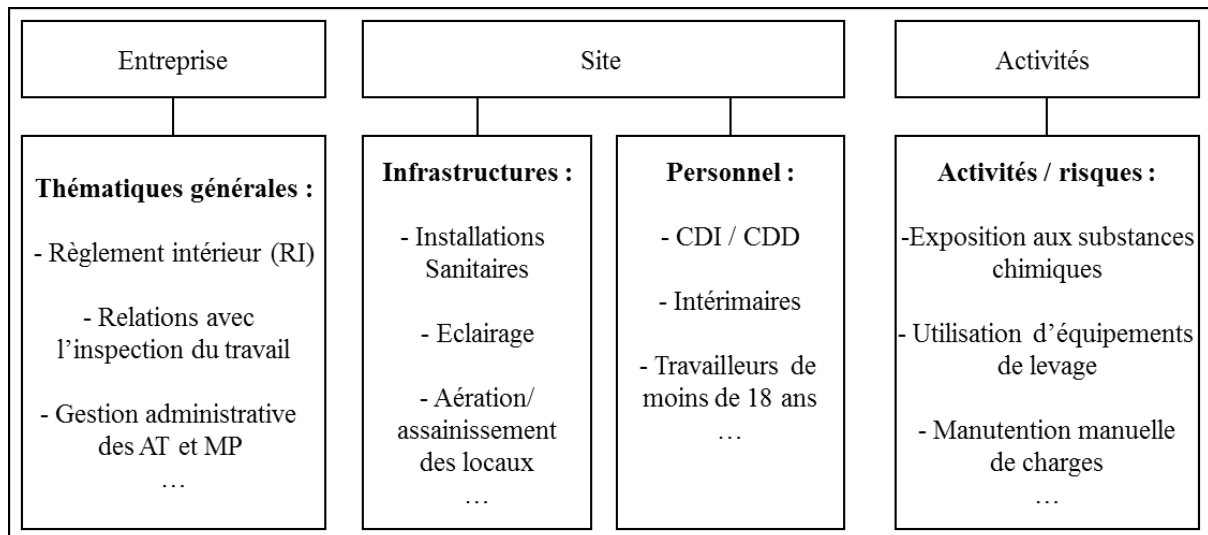 Entreprise
Site
Activités
Thématiques générales :
- Règlement intérieur (RI)
- Relations avec
l’inspection du travail
- Gestion administrative
des AT et MP
…
Infrastructures :
- Installations
Sanitaires
- Eclairage
- Aération/
assainissement
des locaux
…
Personnel :
- CDI / CDD
- Intérimaires
- Travailleurs de
moins de 18 ans
…
Activités / risques :
-Exposition aux substances
chimiques
- Utilisation d’équipements
de levage
- Manutention manuelle
de charges
…